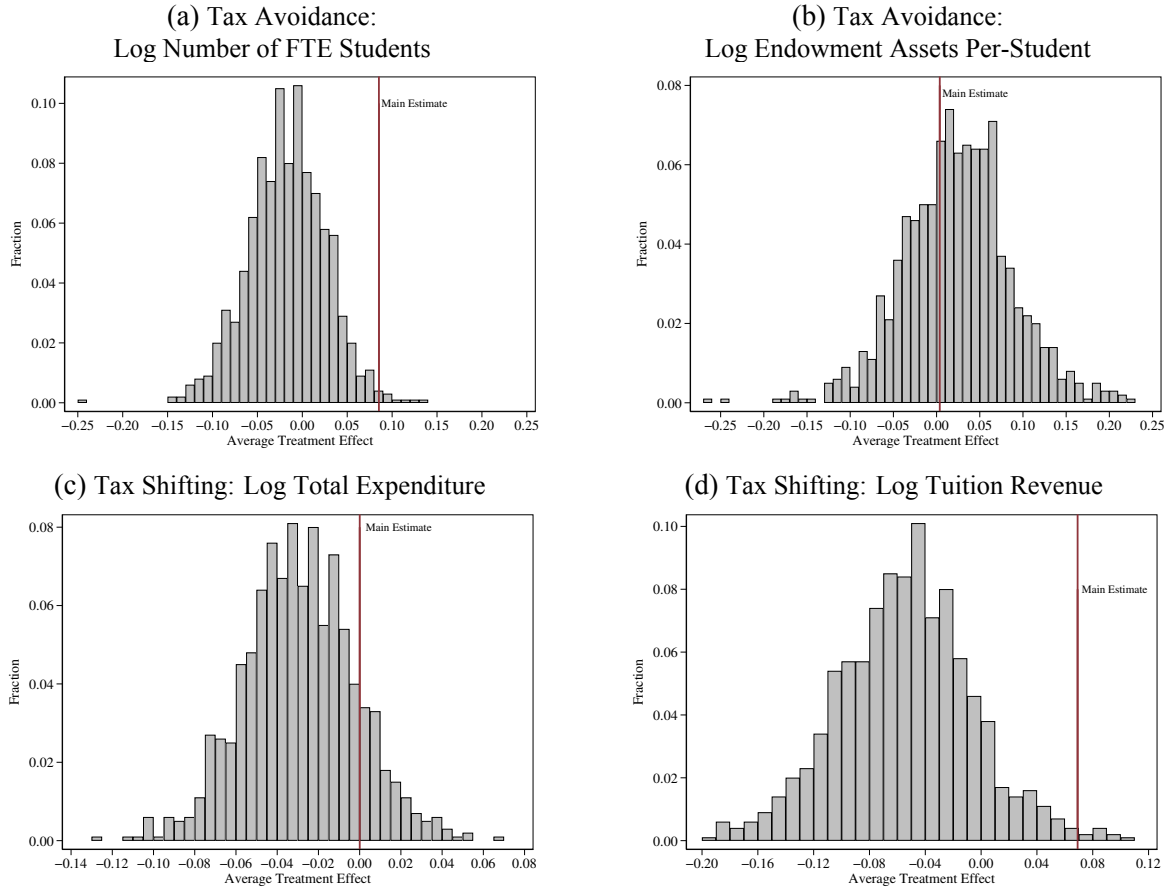 (a) Tax Avoidance:
Log Number of FTE Students
Main Estimate
0.10
0.08
0.06
0.04
0.02
0.00
Fraction
−0.25 −0.20 −0.15 −0.10 −0.05 0.00 0.05 0.10 0.15 0.20 0.25
Average Treatment Effect
(b) Tax Avoidance:
Log Endowment Assets Per-Student
Main Estimate
0.08
0.06
0.04
0.02
0.00
Fraction
−0.25 −0.20 −0.15 −0.10 −0.05 0.00 0.05 0.10 0.15 0.20 0.25
Average Treatment Effect
(c) Tax Shifting: Log Total Expenditure
Main Estimate
0.08
0.06
0.04
0.02
0.00
Fraction
−0.14 −0.12 −0.10 −0.08 −0.06 −0.04 −0.02 0.00 0.02 0.04 0.06 0.08
Average Treatment Effect
(d) Tax Shifting: Log Tuition Revenue
Main Estimate
0.10
0.08
0.06
0.04
0.02
0.00
Fraction
−0.20 −0.16 −0.12 −0.08 −0.04 0.00 0.04 0.08 0.12
Average Treatment Effect